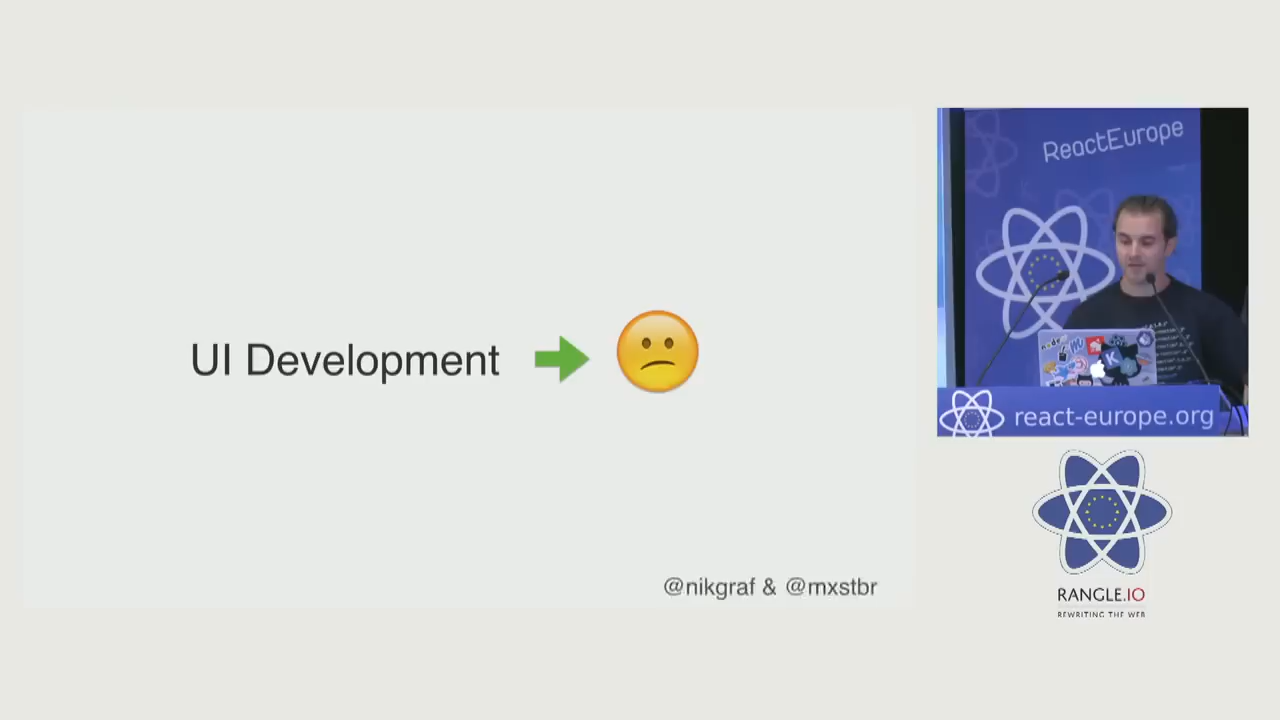 UI Development
@nikgraf & @mxstbr
ReactEurope
react-europe.org
RANGLE.IO
REWRITING THE WEB